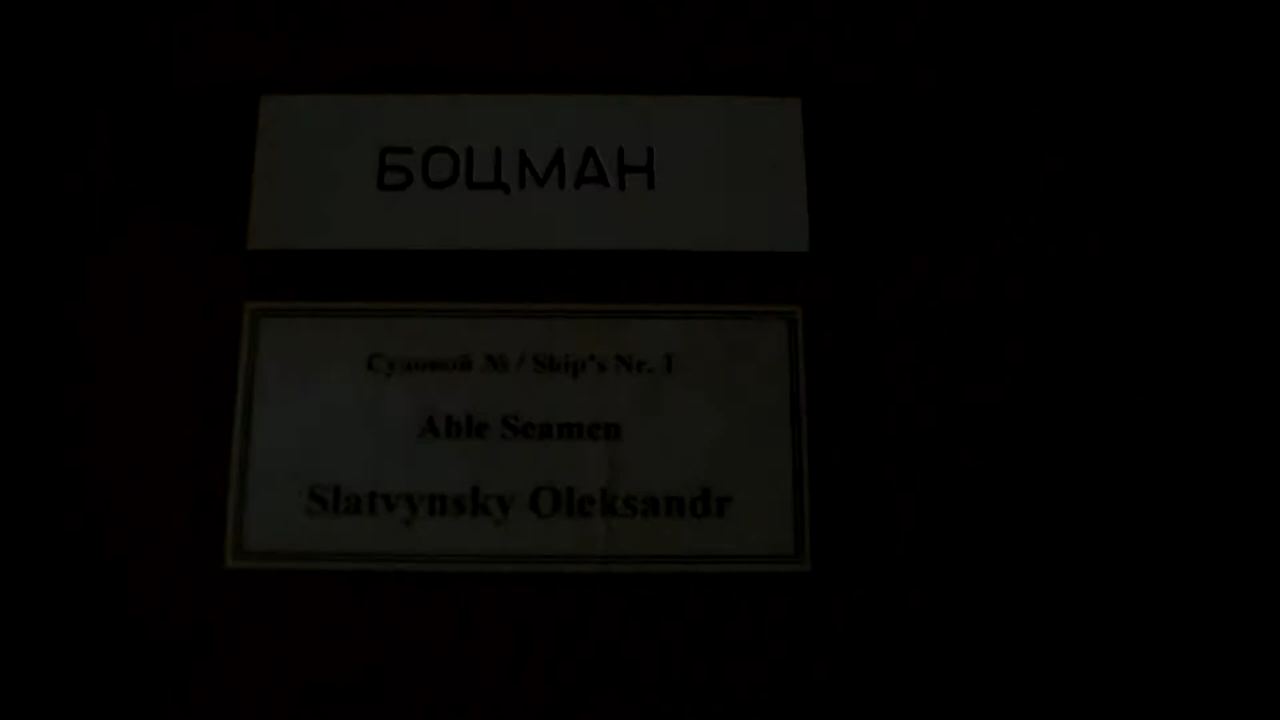 БОЦМАН
Судовой № / Ship's Nr. 1
Able Seamen
Slatvynsky Oleksandr